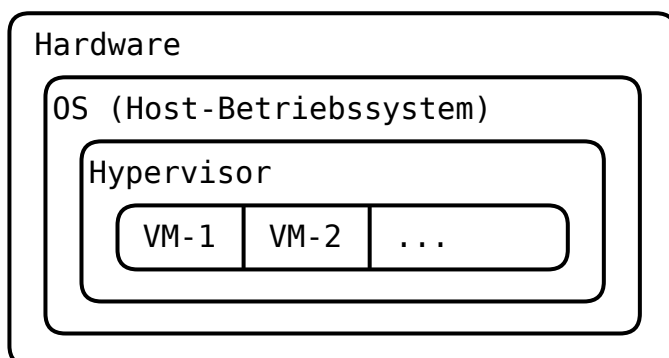 Hardware
OS (Host-Betriebssystem)
Hypervisor
VM-1 VM-2 ...